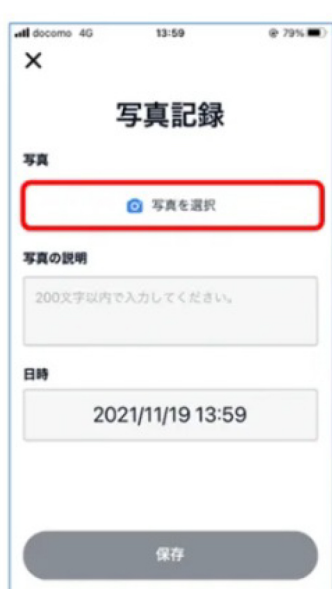 docomo 4G 13:59 79%
×
写真記録
写真
写真を選択
写真の説明
200文字以内で入力してください。
日時
2021/11/19 13:59
保存